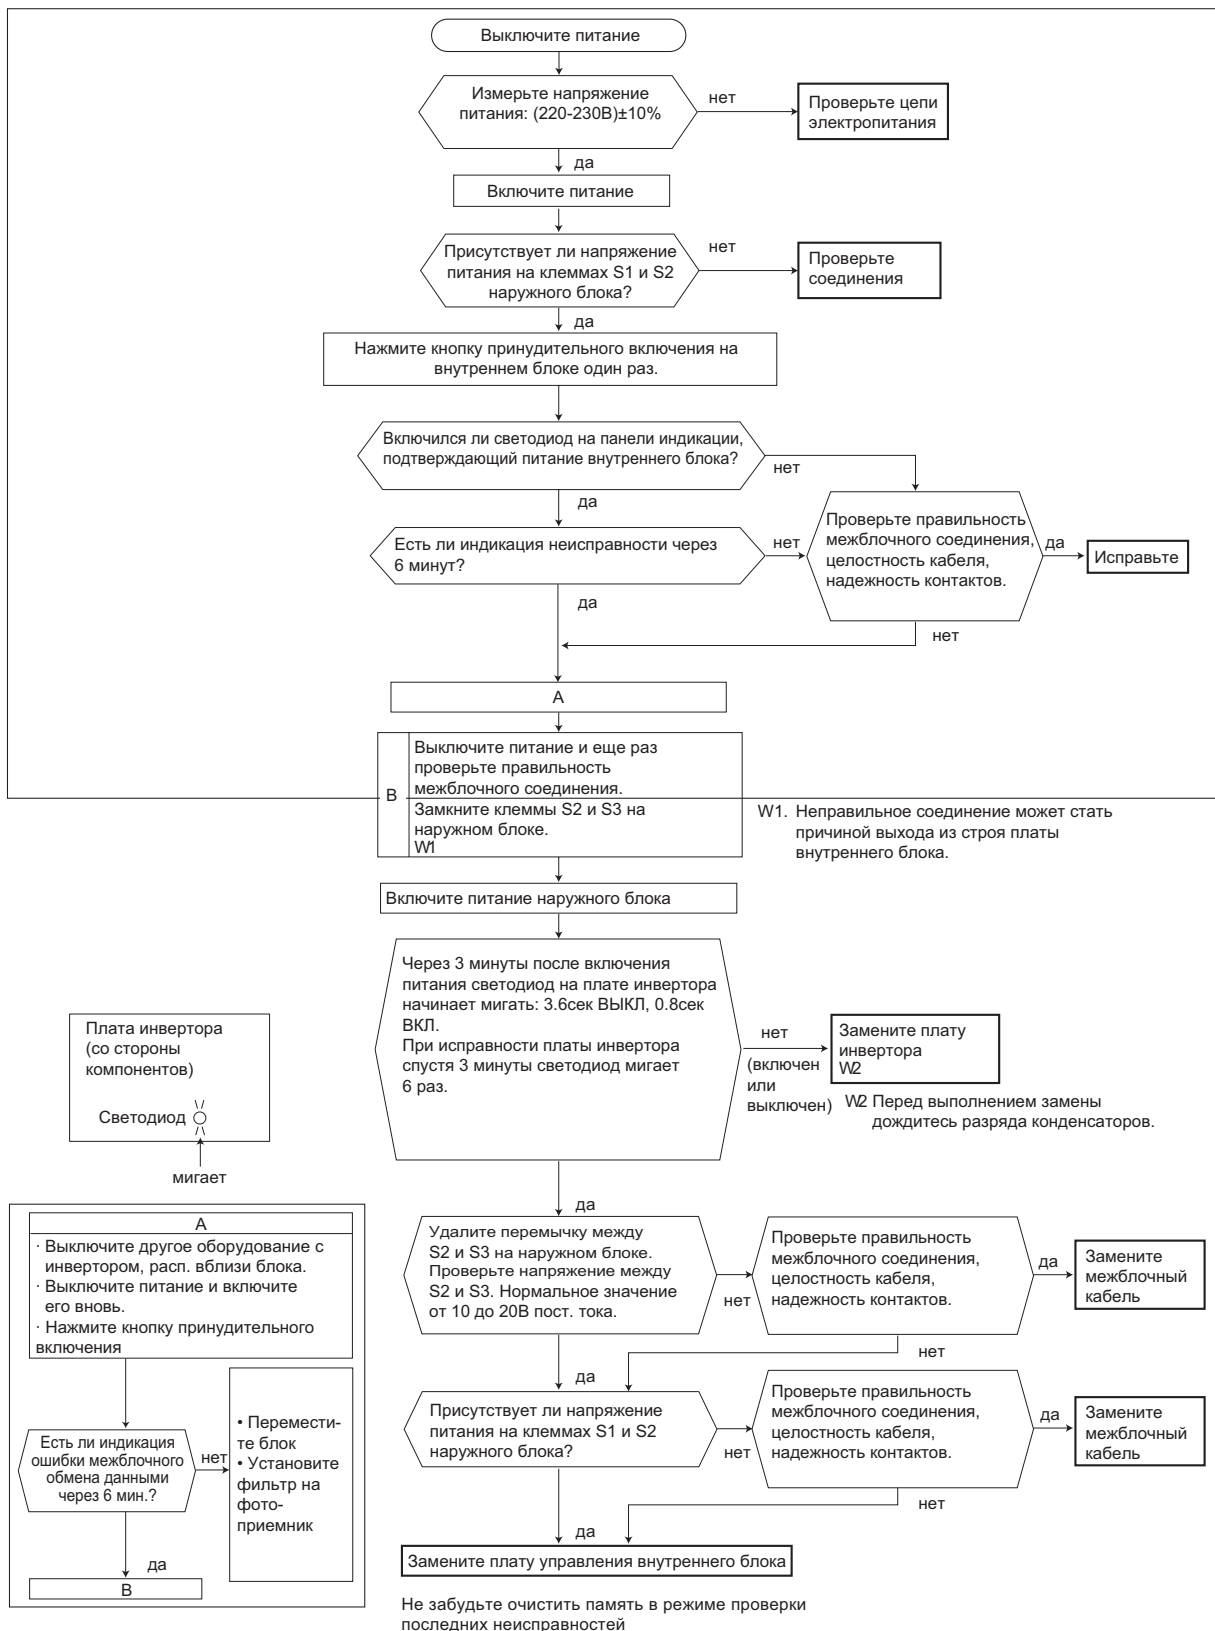 Выключите питание
Измерьте напряжение
питания: (220-230В)±10%
нет
Проверьте цепи
электропитания
да
Включите питание
Присутствует ли напряжение
питания на клеммах S1 и S2
наружного блока?
нет
Проверьте
соединения
да
Нажмите кнопку принудительного включения на
внутреннем блоке один раз.
Включился ли светодиод на панели индикации,
подтверждающий питание внутреннего блока?
нет
да
Есть ли индикация неисправности через
6 минут?
нет
Проверьте правильность
межблочного соединения,
целостность кабеля,
надежность контактов.
да
Исправьте
да
нет
A
B
Выключите питание и еще раз
проверьте правильность
межблочного соединения.
Замкните клеммы S2 и S3 на
наружном блоке.
W1
W1. Неправильное соединение может стать
причиной выхода из строя платы
внутреннего блока.
Включите питание наружного блока
Через 3 минуты после включения
питания светодиод на плате инвертора
начинает мигать: 3.6сек ВЫКЛ, 0.8сек
ВКЛ.
При исправности платы инвертора
спустя 3 минуты светодиод мигает
6 раз.
нет
(включен
или
выключен)
Замените плату
инвертора
W2
W2 Перед выполнением замены
дождитесь разряда конденсаторов.
Плата инвертора
(со стороны
компонентов)
Светодиод
мигает
да
Удалите перемычку между
S2 и S3 на наружном блоке.
Проверьте напряжение между
S2 и S3. Нормальное значение
от 10 до 20В пост. тока.
нет
Проверьте правильность
межблочного соединения,
целостность кабеля,
надежность контактов.
да
Замените
межблочный
кабель
нет
да
Присутствует ли напряжение
питания на клеммах S1 и S2
наружного блока?
нет
Проверьте правильность
межблочного соединения,
целостность кабеля,
надежность контактов.
да
Замените
межблочный
кабель
нет
да
Замените плату управления внутреннего блока
Не забудьте очистить память в режиме проверки
последних неисправностей
A
· Выключите другое оборудование с
инвертором, расп. вблизи блока.
· Выключите питание и включите
его вновь.
· Нажмите кнопку принудительного
включения
Есть ли индикация
ошибки межблочного
обмена данными
через 6 мин.?
нет
• Перемести-
те блок
• Установите
фильтр на
фото-
приемник
да
B